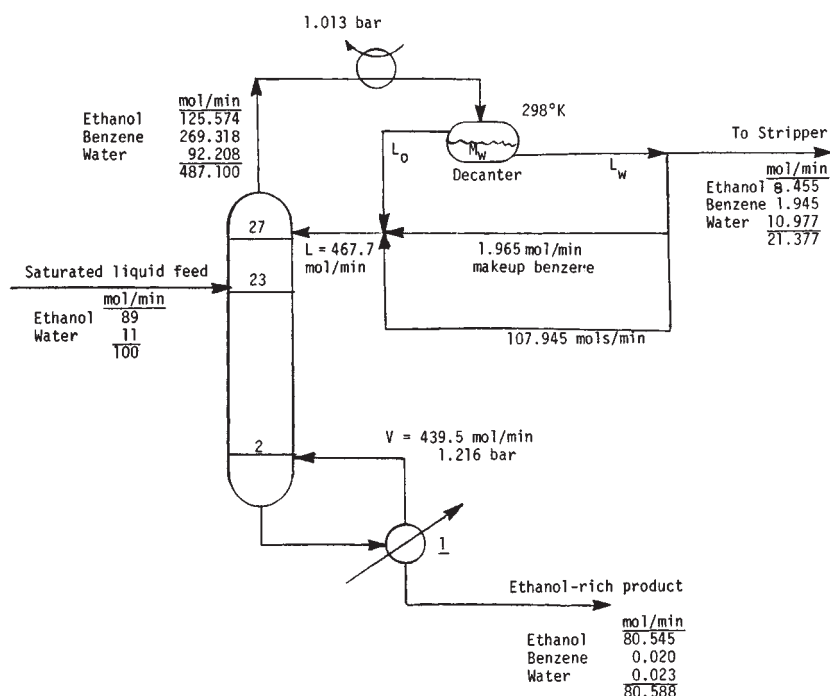 1.013 bar
mol/min
Ethanol 125.574
Benzene 269.318
Water 92.208
487.100
298°K
L_o
M_w
Decanter
L_w
To Stripper
mol/min
Ethanol 8.455
Benzene 1.945
Water 10.977
21.377
27
L = 467.7
mol/min
1.965 mol/min
makeup benzene
Saturated liquid feed
mol/min
Ethanol 89
Water 11
100
23
107.945 mols/min
2
V = 439.5 mol/min
1.216 bar
1
Ethanol-rich product
mol/min
Ethanol 80.545
Benzene 0.020
Water 0.023
80.588